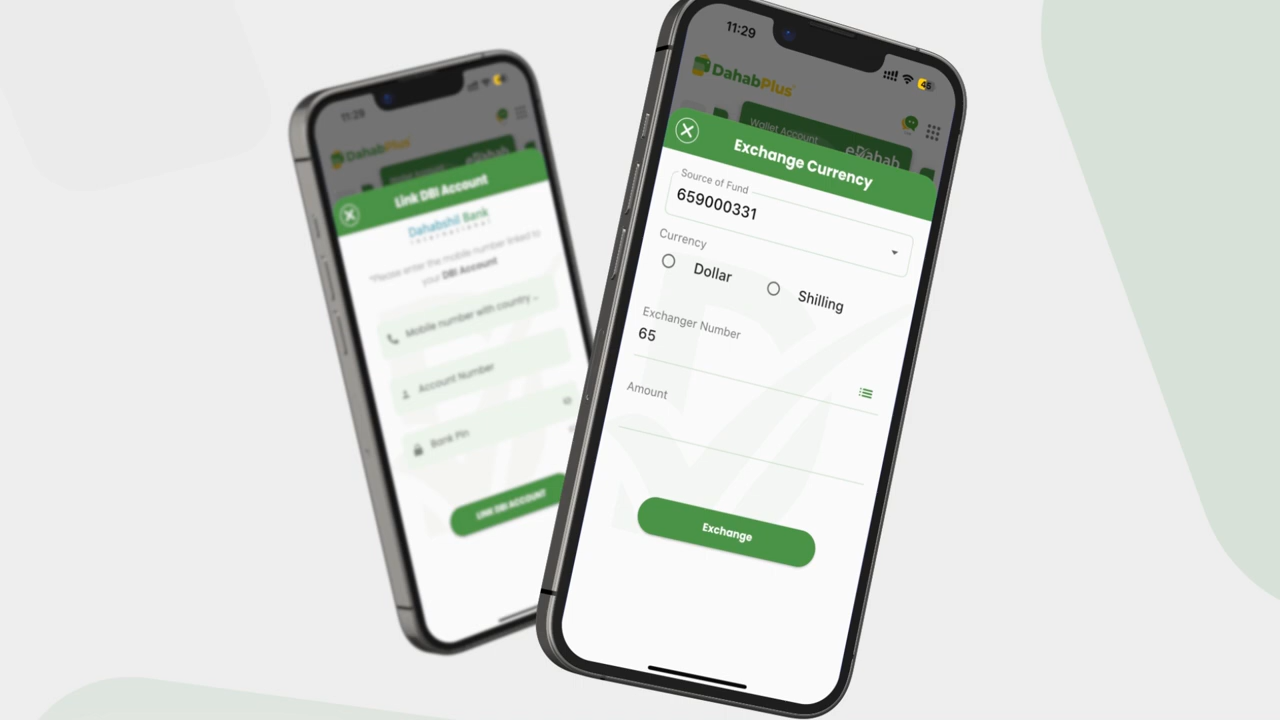 11:29
DahabPlus
Link DBI Account
Dahabshil Bank
International
*Please enter the mobile number linked to
your DBI Account
Mobile number with country ..
Account Number
Bank Pin
LINK DBI ACCOUNT
11:29
45
DahabPlus
Wallet Account
eDahab
Exchange Currency
Source of Fund
659000331
Currency
Dollar
Shilling
Exchanger Number
65
Amount
Exchange